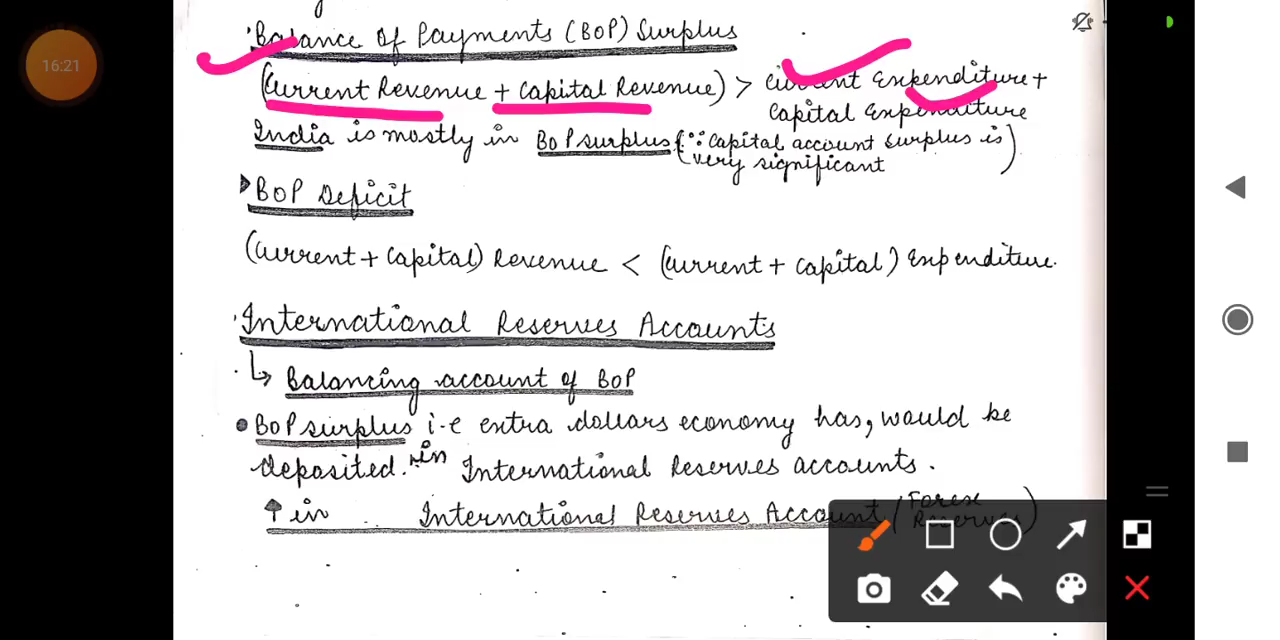 16:21
Balance of Payments (BOP) Surplus
(Current Revenue + Capital Revenue) > Current Expenditure +
Capital Expenditure
India is mostly in BOP surplus (∵ Capital account surplus is
very significant)
BOP Deficit
(Current + Capital) Revenue < (Current + Capital) Expenditure.
International Reserves Accounts
↳ Balancing account of BOP
• BOP surplus i.e extra dollars economy has, would be
deposited in International Reserves accounts.
↑ in International Reserves Account (Forex
Reserves)